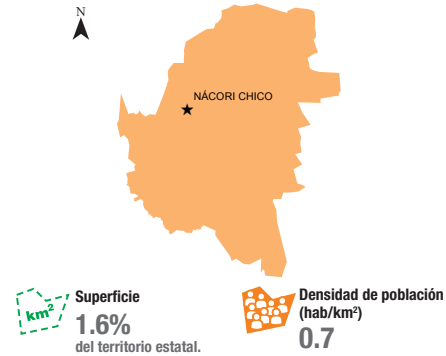 N
NÁCORI CHICO
km²
Superficie
1.6%
del territorio estatal.
Densidad de población
(hab/km²)
0.7